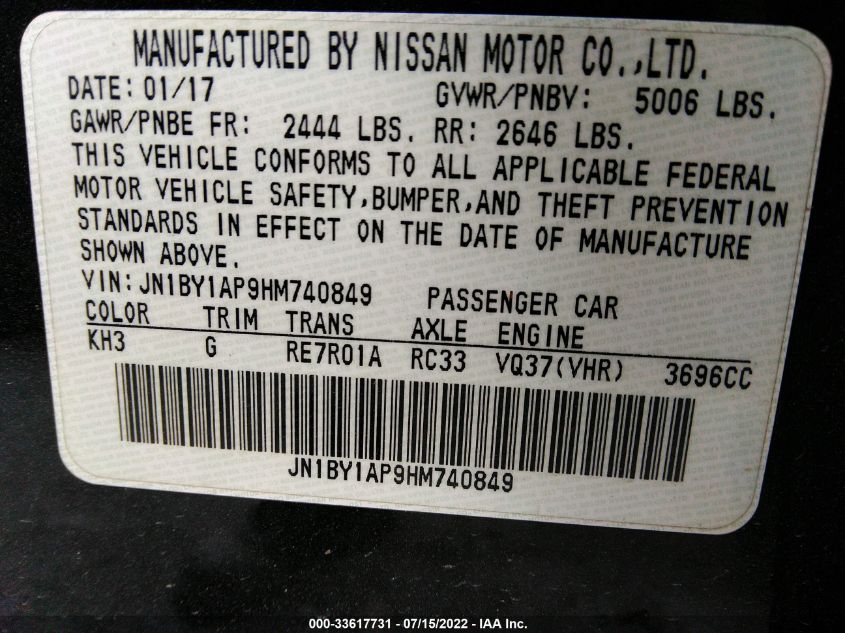 MANUFACTURED BY NISSAN MOTOR CO.,LTD.
DATE: 01/17 GVWR/PNBV: 5006 LBS.
GAWR/PNBE FR: 2444 LBS. RR: 2646 LBS.
THIS VEHICLE CONFORMS TO ALL APPLICABLE FEDERAL
MOTOR VEHICLE SAFETY,BUMPER,AND THEFT PREVENTION
STANDARDS IN EFFECT ON THE DATE OF MANUFACTURE
SHOWN ABOVE.
VIN: JN1BY1AP9HM740849 PASSENGER CAR
COLOR TRIM TRANS AXLE ENGINE
KH3 G RE7R01A RC33 VQ37(VHR) 3696CC
JN1BY1AP9HM740849
000-33617731 - 07/15/2022 - IAA Inc.